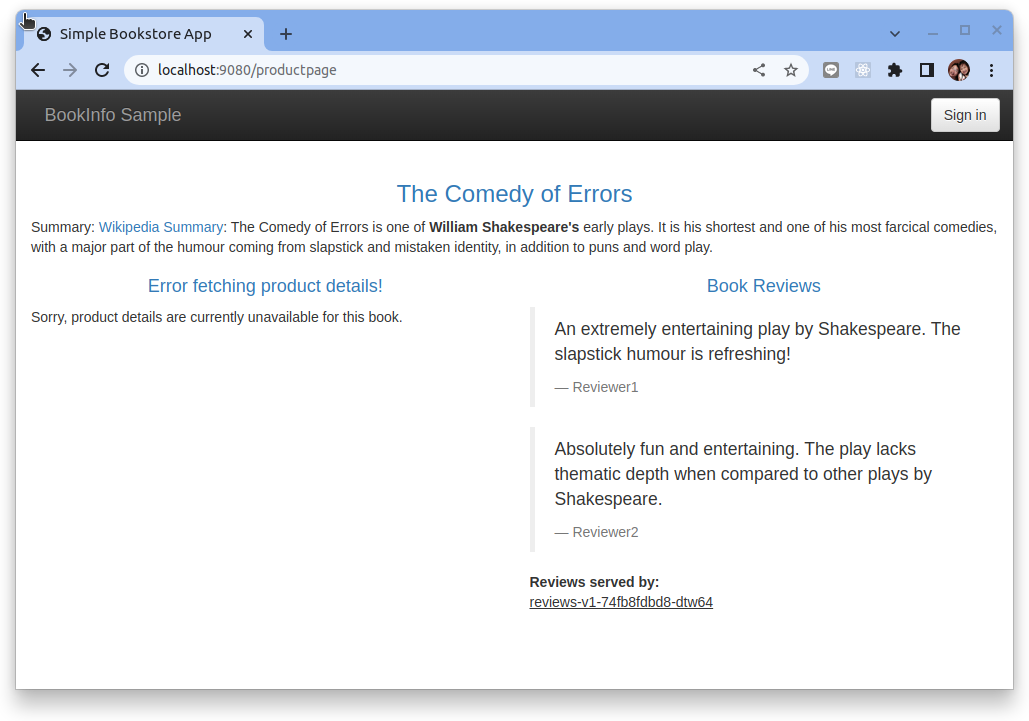 Simple Bookstore App
localhost:9080/productpage
BookInfo Sample
Sign in
The Comedy of Errors
Summary: Wikipedia Summary: The Comedy of Errors is one of William Shakespeare's early plays. It is his shortest and one of his most farcical comedies,
with a major part of the humour coming from slapstick and mistaken identity, in addition to puns and word play.
Error fetching product details!
Sorry, product details are currently unavailable for this book.
Book Reviews
An extremely entertaining play by Shakespeare. The
slapstick humour is refreshing!
— Reviewer1
Absolutely fun and entertaining. The play lacks
thematic depth when compared to other plays by
Shakespeare.
— Reviewer2
Reviews served by:
reviews-v1-74fb8fdbd8-dtw64